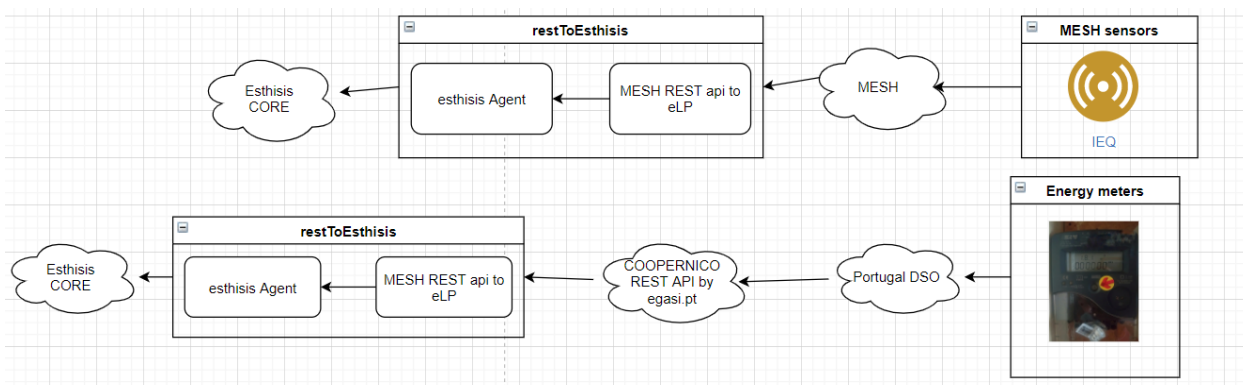 restToEsthisis
MESH sensors
Esthisis
CORE
esthisis Agent
MESH REST api to
eLP
MESH
IEQ
Energy meters
restToEsthisis
Esthisis
CORE
esthisis Agent
MESH REST api to
eLP
COOPERNICO
REST API by
egasi.pt
Portugal DSO